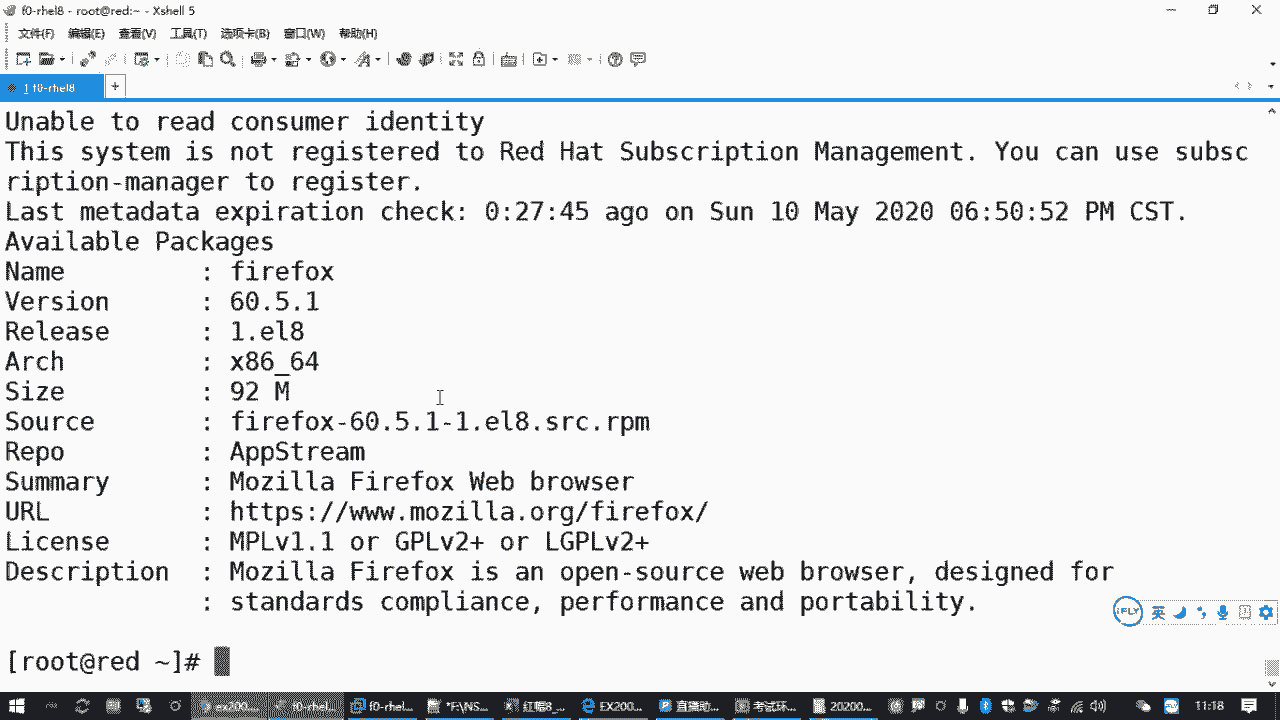 f0-rhel8 - root@red:~ - Xshell 5
文件(F) 编辑(E) 查看(V) 工具(T) 选项卡(B) 窗口(W) 帮助(H)
1 f0-rhel8
Unable to read consumer identity
This system is not registered to Red Hat Subscription Management. You can use subsc
ription-manager to register.
Last metadata expiration check: 0:27:45 ago on Sun 10 May 2020 06:50:52 PM CST.
Available Packages
Name : firefox
Version : 60.5.1
Release : 1.el8
Arch : x86_64
Size : 92 M
Source : firefox-60.5.1-1.el8.src.rpm
Repo : AppStream
Summary : Mozilla Firefox Web browser
URL : https://www.mozilla.org/firefox/
License : MPLv1.1 or GPLv2+ or LGPLv2+
Description : Mozilla Firefox is an open-source web browser, designed for
: standards compliance, performance and portability.
iFLY 英
[root@red ~]#
ex200... f0-rhel... f0-rhel... *F:\NS... 红帽8_... EX200... 直播助... 考试环... 20200... 11:18